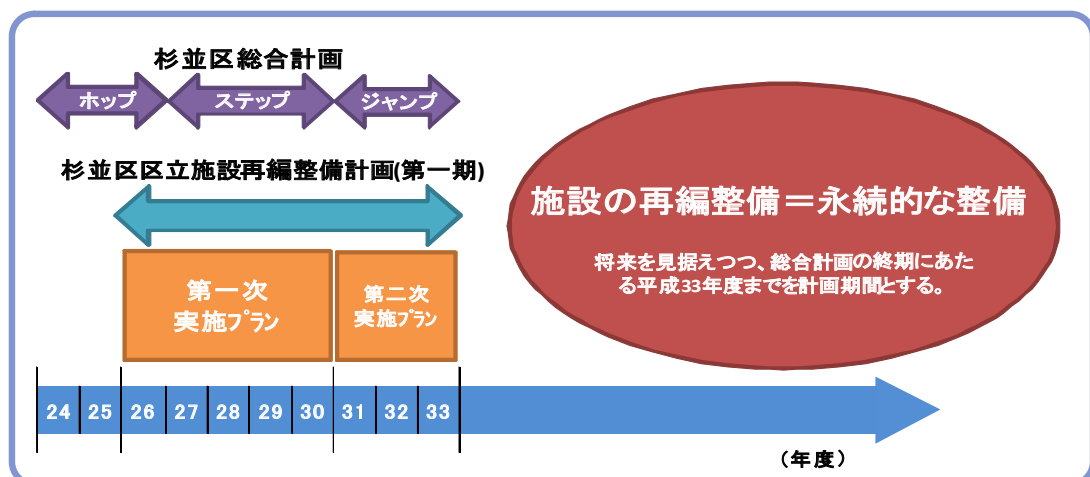 杉並区総合計画
ホップ
ステップ
ジャンプ
杉並区区立施設再編整備計画(第一期)
施設の再編整備＝永続的な整備
将来を見据えつつ、総合計画の終期にあた
る平成33年度までを計画期間とする。
第一次
実施プラン
第二次
実施プラン
24 25 26 27 28 29 30 31 32 33
（年度）